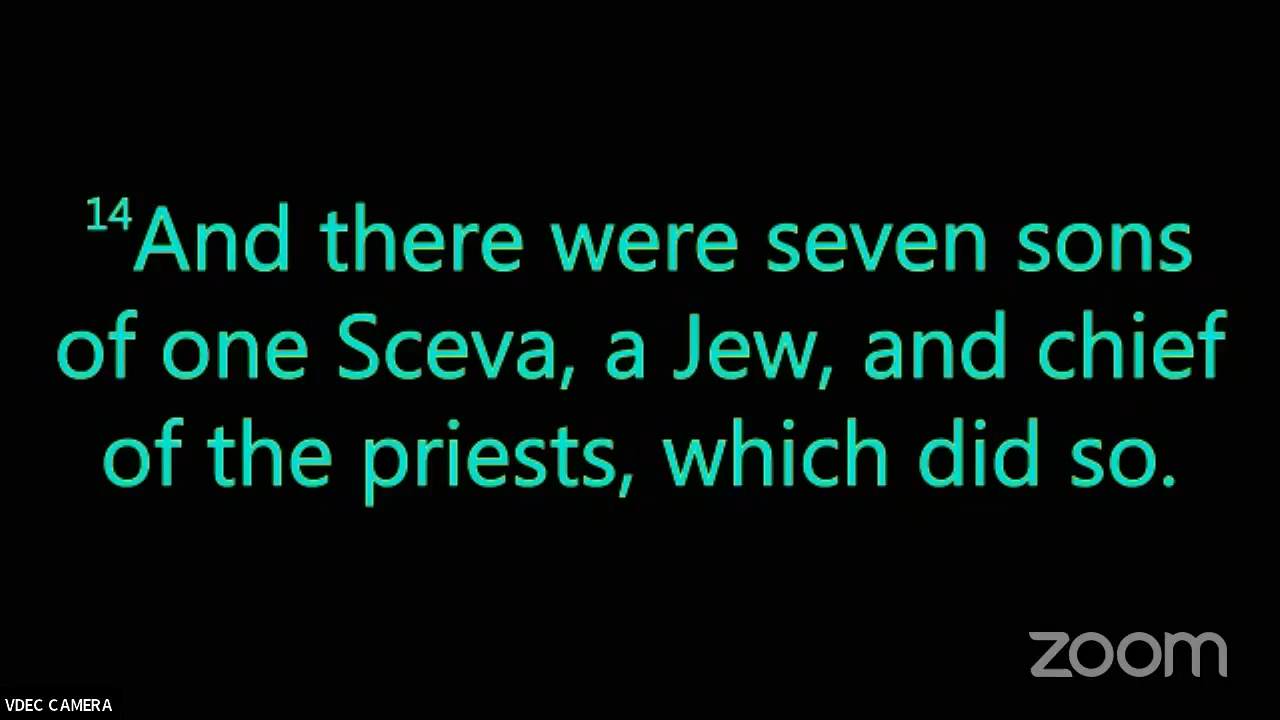 14And there were seven sons
of one Sceva, a Jew, and chief
of the priests, which did so.
zoom
VDEC CAMERA